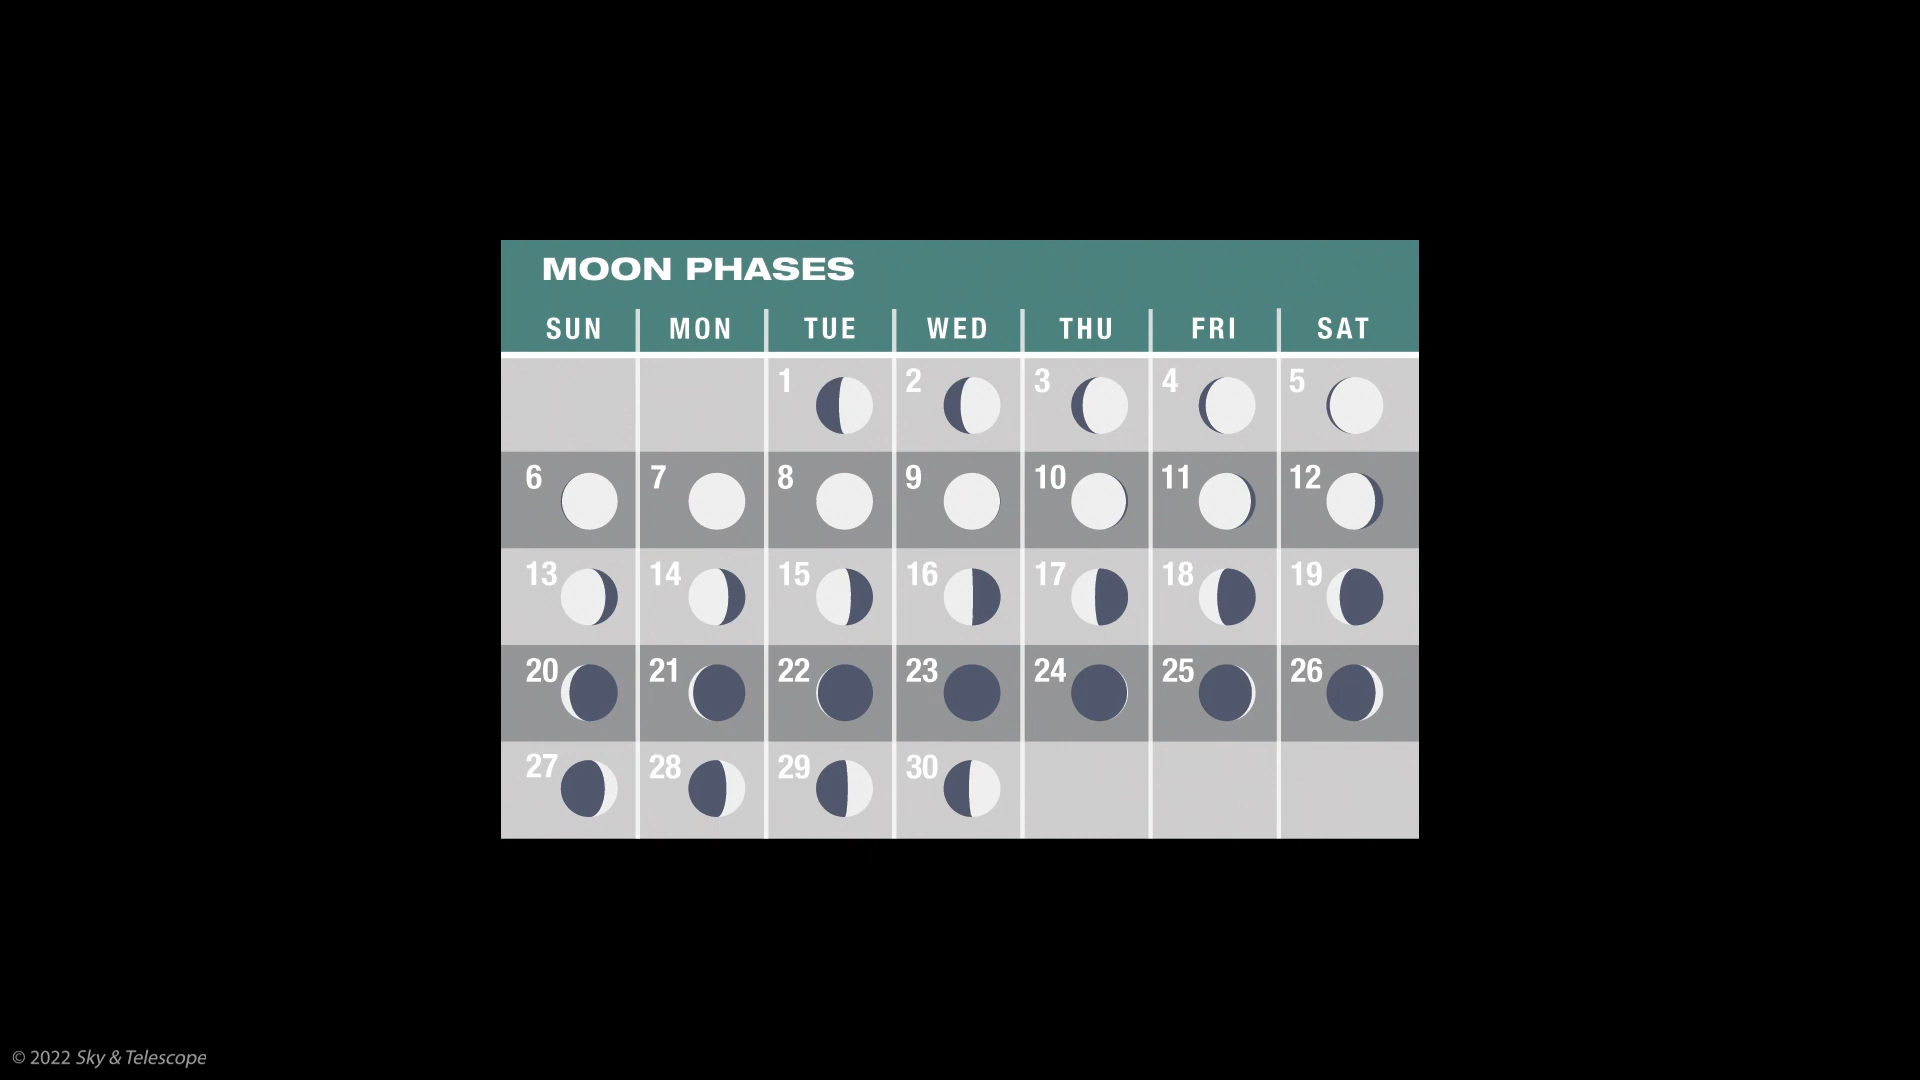 MOON PHASES
SUN MON TUE WED THU FRI SAT
1 2 3 4 5
6 7 8 9 10 11 12
13 14 15 16 17 18 19
20 21 22 23 24 25 26
27 28 29 30
© 2022 Sky & Telescope